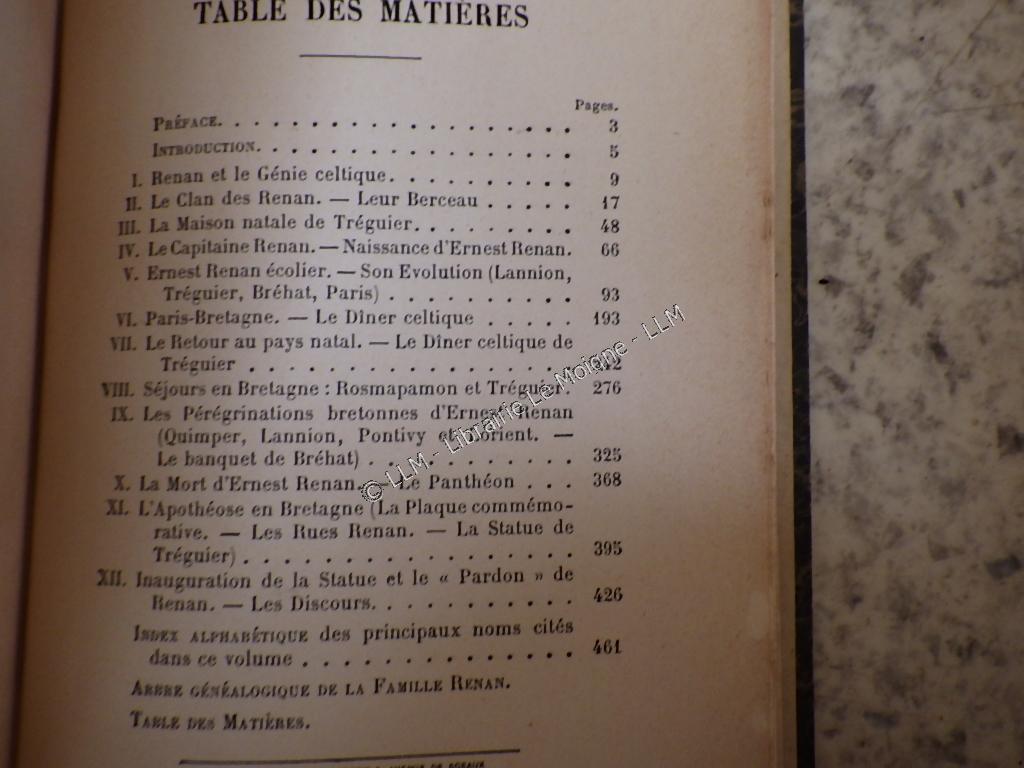 TABLE DES MATIÈRES
Pages.
PRÉFACE. . . . . . . . . . . . . . . . . . . 3
INTRODUCTION. . . . . . . . . . . . . . . . . 5
I. Renan et le Génie celtique. . . . . . . . . . 9
II. Le Clan des Renan. — Leur Berceau . . . . . 17
III. La Maison natale de Tréguier. . . . . . . . . 48
IV. Le Capitaine Renan. — Naissance d'Ernest Renan. 66
V. Ernest Renan écolier. — Son Evolution (Lannion,
Tréguier, Bréhat, Paris) . . . . . . . . . . 93
VI. Paris-Bretagne. — Le Dîner celtique . . . . . 193
VII. Le Retour au pays natal. — Le Dîner celtique de
Tréguier . . . . . . . . . . . . . . . .
VIII. Séjours en Bretagne : Rosmapamon et Tréguier. 276
IX. Les Pérégrinations bretonnes d'Ernest Renan
(Quimper, Lannion, Pontivy et Lorient. —
Le banquet de Bréhat) . . . . . . . . . . . 325
X. La Mort d'Ernest Renan. — Le Panthéon . . . 368
XI. L'Apothéose en Bretagne (La Plaque commémo-
rative. — Les Rues Renan. — La Statue de
Tréguier) . . . . . . . . . . . . . . . . . 395
XII. Inauguration de la Statue et le « Pardon » de
Renan. — Les Discours. . . . . . . . . . . 426
INDEX ALPHABÉTIQUE des principaux noms cités
dans ce volume . . . . . . . . . . . . . . 461
ARBRE GÉNÉALOGIQUE DE LA FAMILLE RENAN.
TABLE DES MATIÈRES.
© LLM - Librairie Le Moigne - LLM